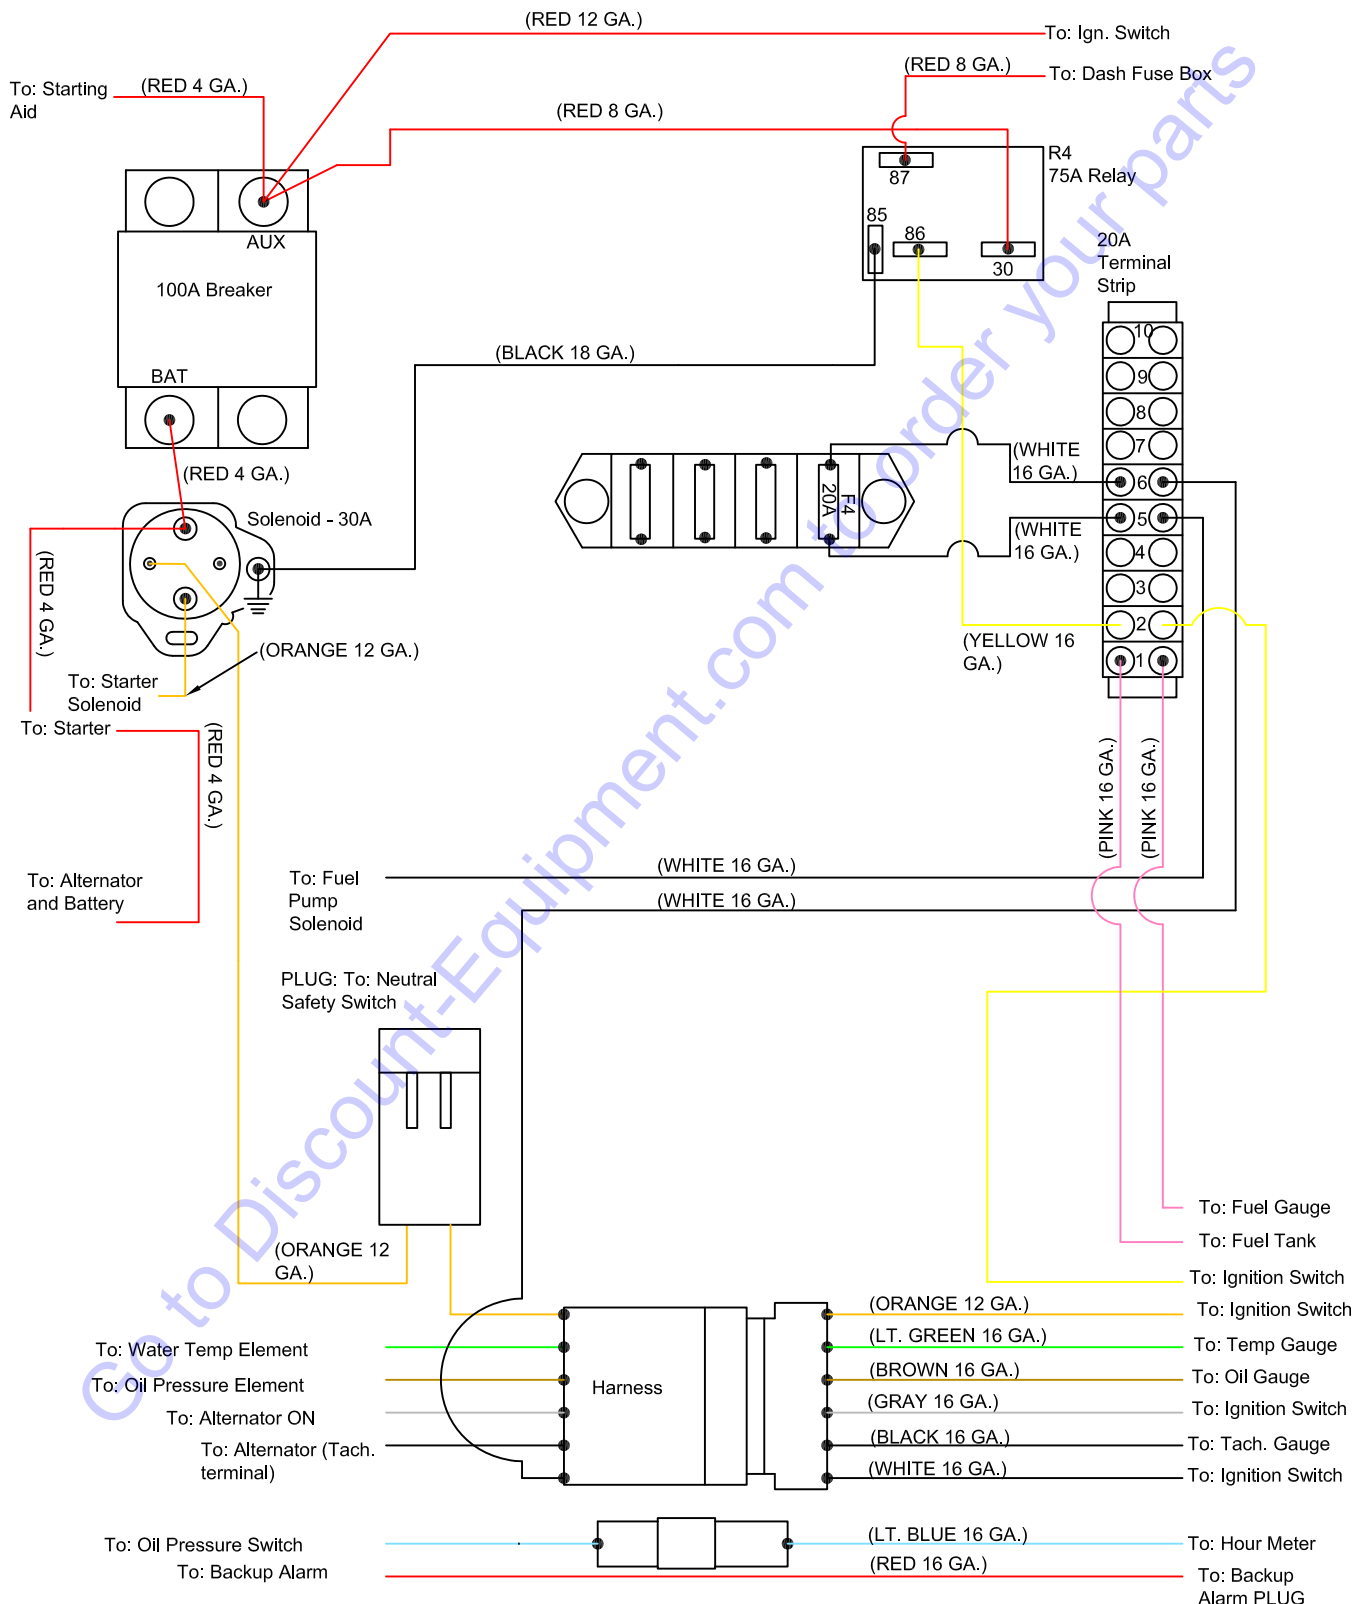 (RED 12 GA.)
To: Ign. Switch
(RED 8 GA.)
To: Dash Fuse Box
To: Starting
Aid
(RED 4 GA.)
(RED 8 GA.)
R4
75A Relay
87
85
86
30
AUX
100A Breaker
BAT
20A
Terminal
Strip
10
9
8
7
6
5
4
3
2
1
(BLACK 18 GA.)
(RED 4 GA.)
(WHITE
16 GA.)
F4
20A
(WHITE
16 GA.)
Solenoid - 30A
(RED 4 GA.)
(ORANGE 12 GA.)
(YELLOW 16
GA.)
To: Starter
Solenoid
To: Starter
(RED 4 GA.)
(PINK 16 GA.)
(PINK 16 GA.)
To: Alternator
and Battery
To: Fuel
Pump
Solenoid
(WHITE 16 GA.)
(WHITE 16 GA.)
PLUG: To: Neutral
Safety Switch
(ORANGE 12
GA.)
To: Fuel Gauge
To: Fuel Tank
To: Ignition Switch
(ORANGE 12 GA.)
To: Ignition Switch
To: Water Temp Element
(LT. GREEN 16 GA.)
To: Temp Gauge
To: Oil Pressure Element
Harness
(BROWN 16 GA.)
To: Oil Gauge
To: Alternator ON
(GRAY 16 GA.)
To: Ignition Switch
To: Alternator (Tach.
terminal)
(BLACK 16 GA.)
To: Tach. Gauge
(WHITE 16 GA.)
To: Ignition Switch
To: Oil Pressure Switch
(LT. BLUE 16 GA.)
To: Hour Meter
To: Backup Alarm
(RED 16 GA.)
To: Backup
Alarm PLUG
Go to Discount-Equipment.com to order your parts